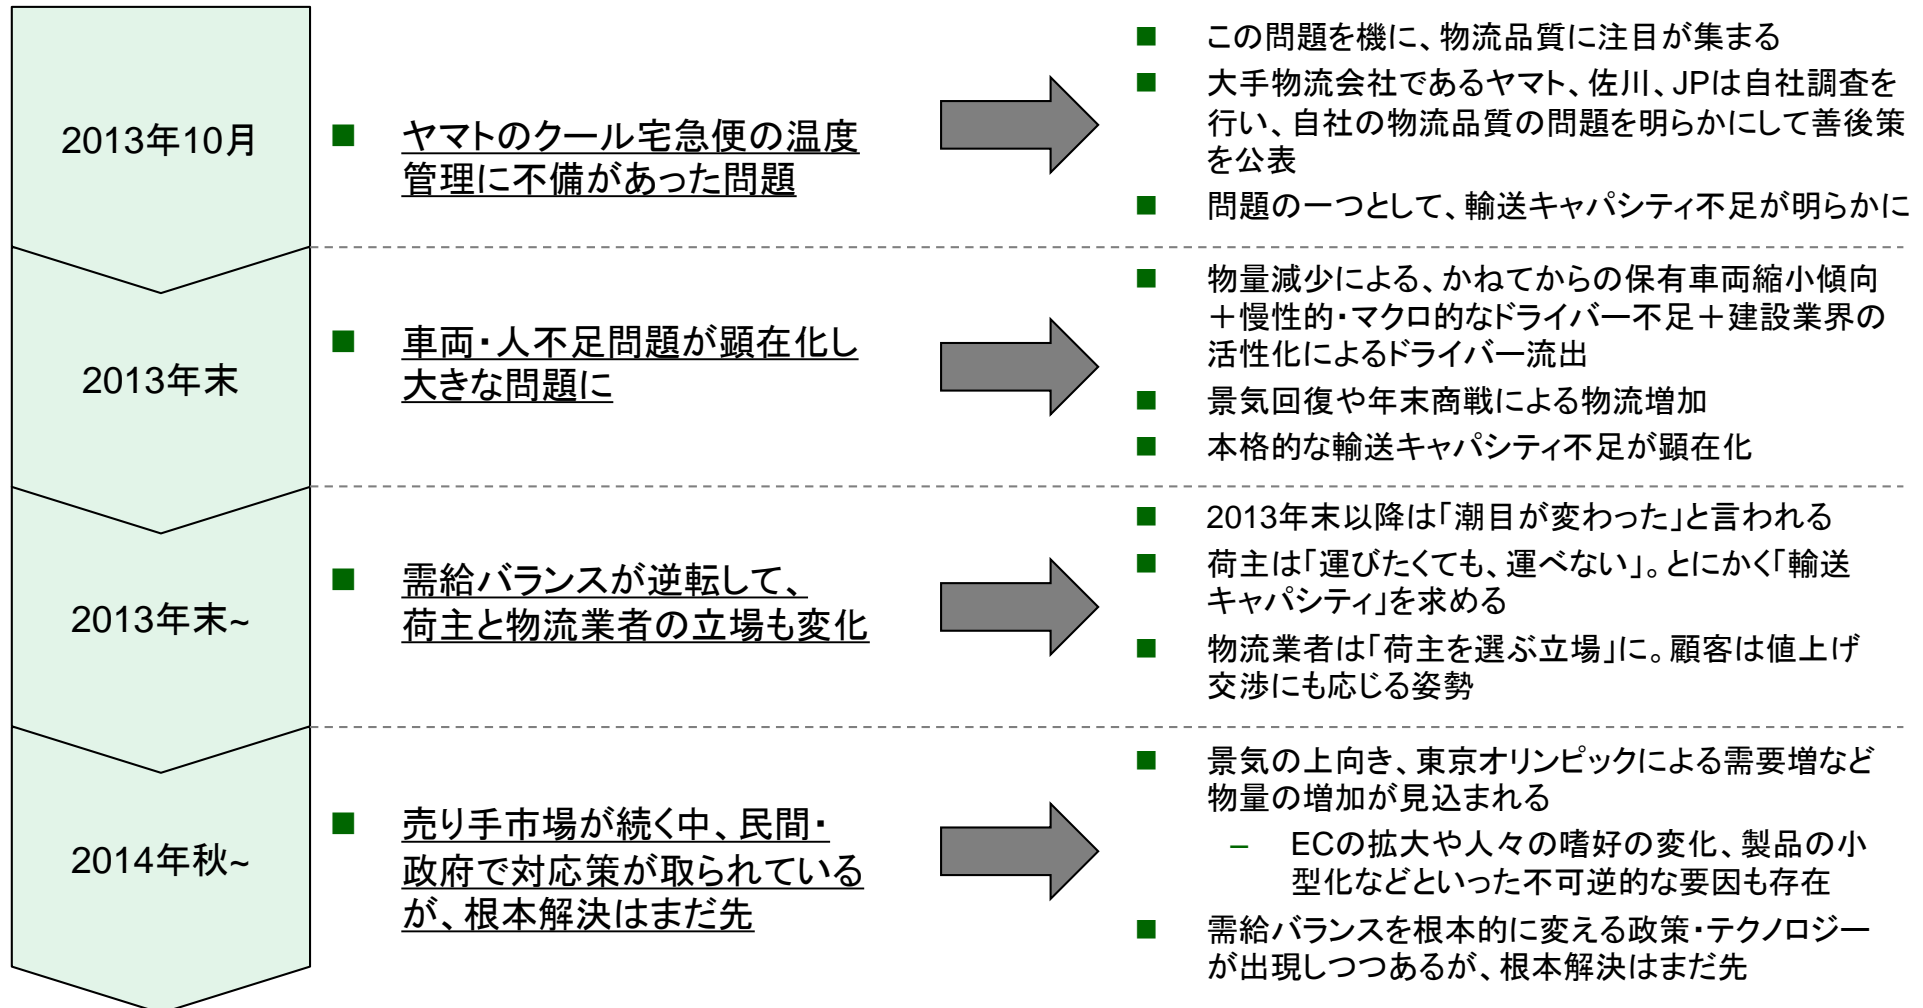 2013年10月
■ ヤマトのクール宅急便の温度
管理に不備があった問題
■ この問題を機に、物流品質に注目が集まる
■ 大手物流会社であるヤマト、佐川、JPは自社調査を
行い、自社の物流品質の問題を明らかにして善後策
を公表
■ 問題の一つとして、輸送キャパシティ不足が明らかに
2013年末
■ 車両・人不足問題が顕在化し
大きな問題に
■ 物量減少による、かねてからの保有車両縮小傾向
＋慢性的・マクロ的なドライバー不足＋建設業界の
活性化によるドライバー流出
■ 景気回復や年末商戦による物流増加
■ 本格的な輸送キャパシティ不足が顕在化
2013年末~
■ 需給バランスが逆転して、
荷主と物流業者の立場も変化
■ 2013年末以降は「潮目が変わった」と言われる
■ 荷主は「運びたくても、運べない」。とにかく「輸送
キャパシティ」を求める
■ 物流業者は「荷主を選ぶ立場」に。顧客は値上げ
交渉にも応じる姿勢
2014年秋~
■ 売り手市場が続く中、民間・
政府で対応策が取られている
が、根本解決はまだ先
■ 景気の上向き、東京オリンピックによる需要増など
物量の増加が見込まれる
– ECの拡大や人々の嗜好の変化、製品の小
型化などといった不可逆的な要因も存在
■ 需給バランスを根本的に変える政策・テクノロジー
が出現しつつあるが、根本解決はまだ先